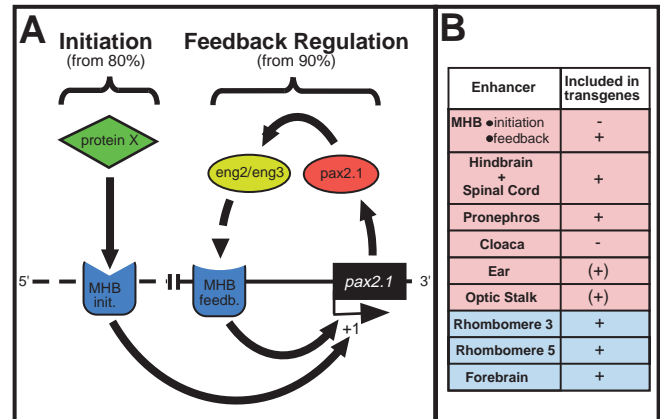 A
Initiation
(from 80%)
Feedback Regulation
(from 90%)
protein X
eng2/eng3
pax2.1
5'
MHB
init.
MHB
feedb.
pax2.1
3'
+1
B
Enhancer
Included in
transgenes
MHB ●initiation -
●feedback +
Hindbrain
+
Spinal Cord
+
Pronephros +
Cloaca -
Ear (+)
Optic Stalk (+)
Rhombomere 3 +
Rhombomere 5 +
Forebrain +